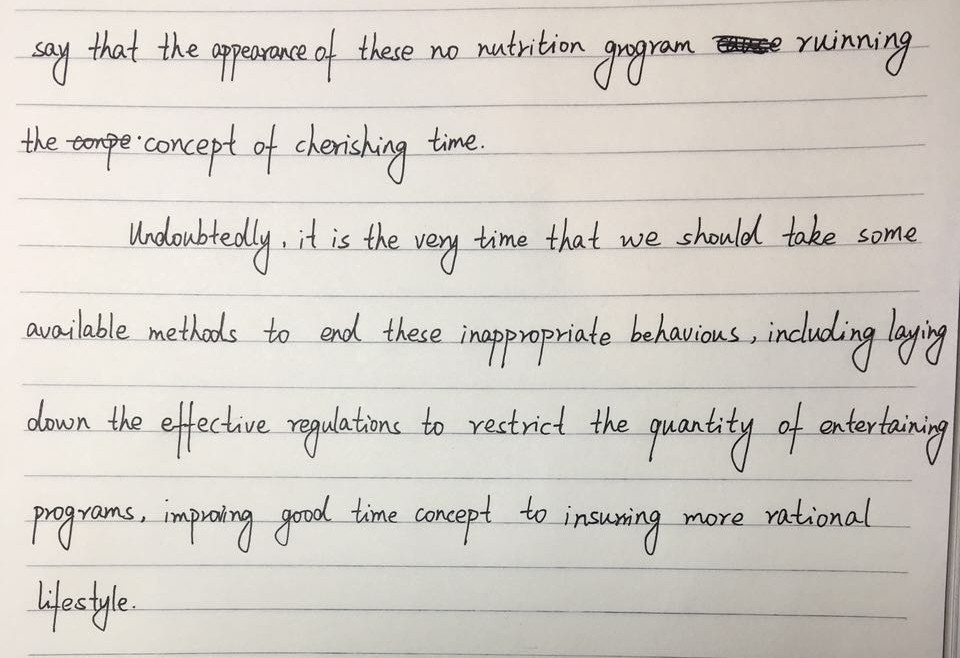 say that the appearance of these no nutrition grogram ruinning
the conpe concept of cherishing time.
Undoubtedly, it is the very time that we should take some
available methods to end these inappropriate behavious, including laying
down the effective regulations to restrict the quantity of entertaining
programs, improving good time concept to insuring more rational
lifestyle.